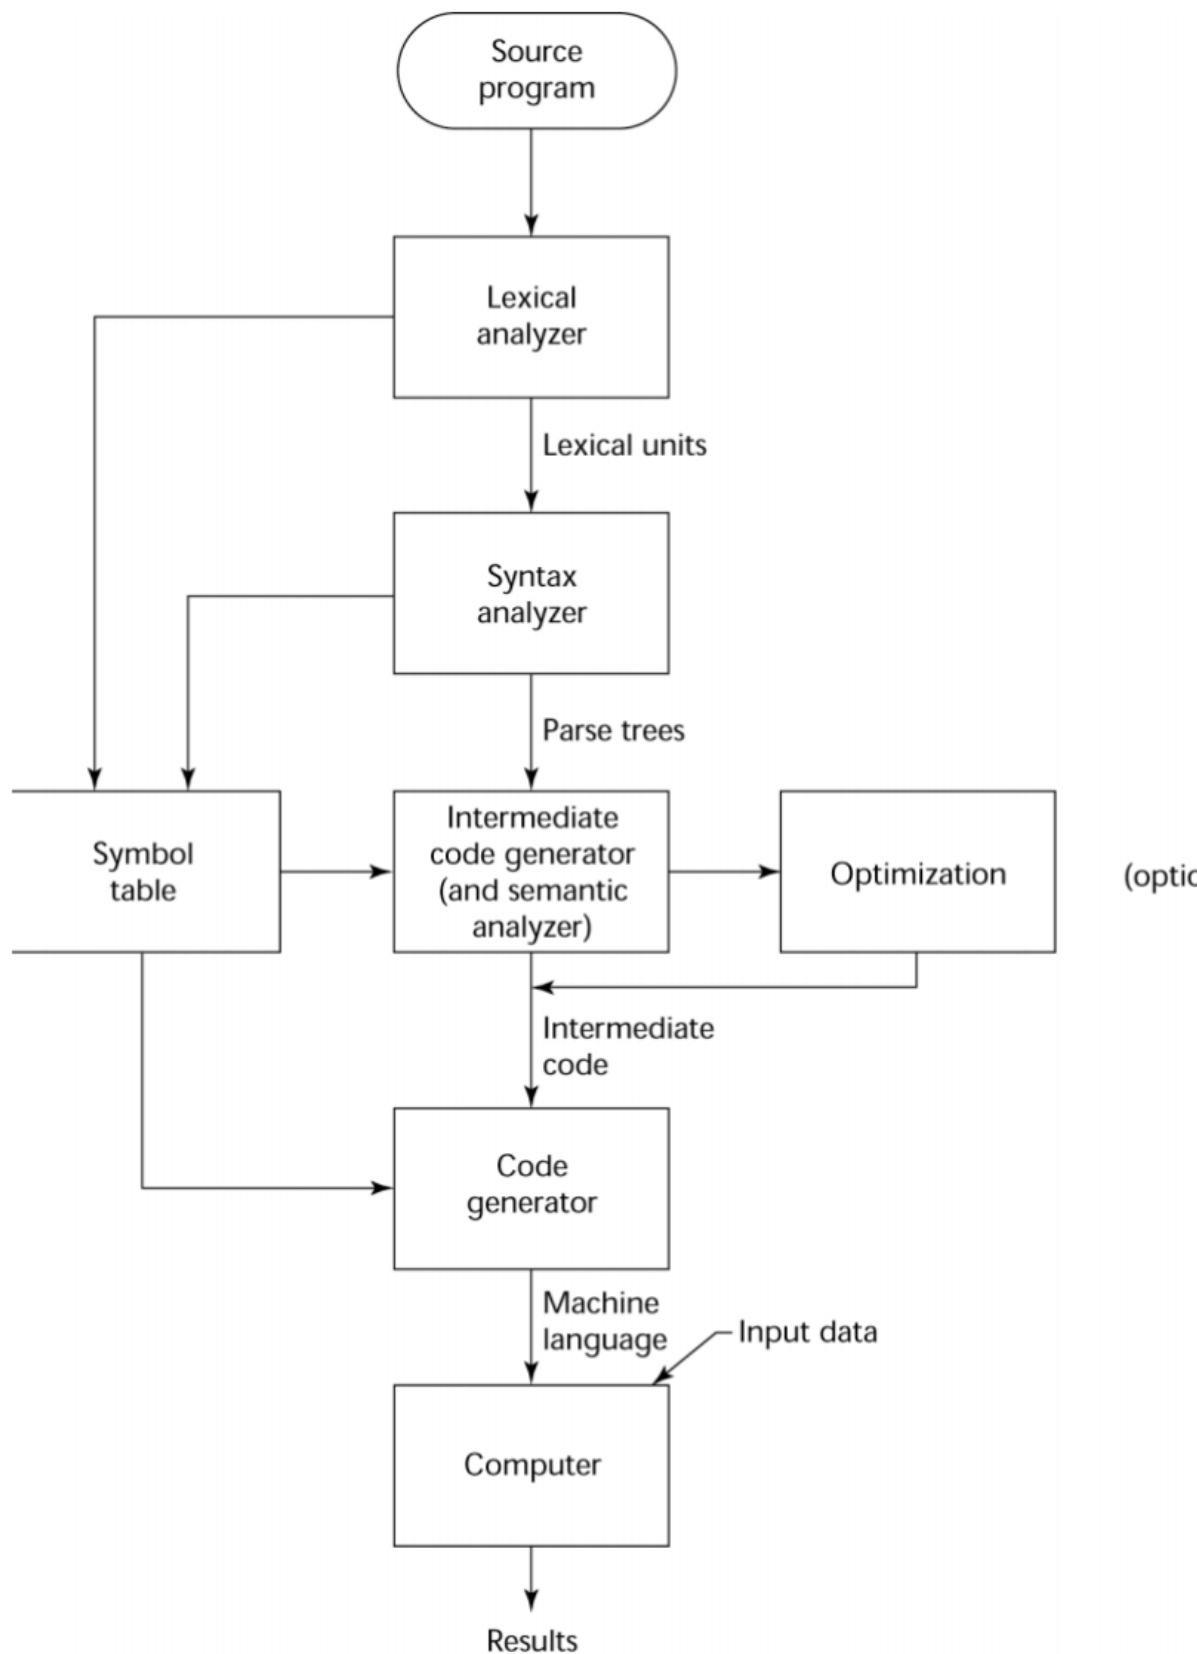 Source
program
Lexical
analyzer
Lexical units
Syntax
analyzer
Parse trees
Symbol
table
Intermediate
code generator
(and semantic
analyzer)
Optimization
Intermediate
code
Code
generator
Machine
language
Input data
Computer
Results